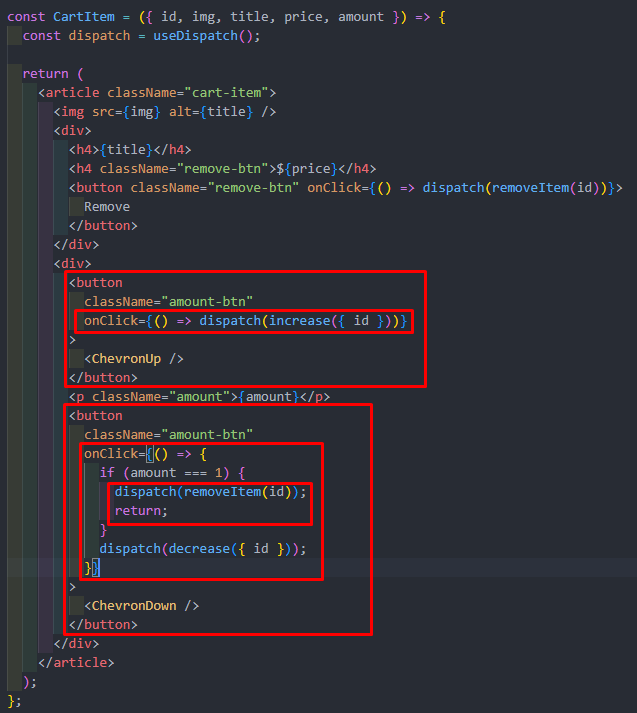 const CartItem = ({ id, img, title, price, amount }) => {
  const dispatch = useDispatch();

  return (
    <article className="cart-item">
      <img src={img} alt={title} />
      <div>
        <h4>{title}</h4>
        <h4 className="remove-btn">${price}</h4>
        <button className="remove-btn" onClick={() => dispatch(removeItem(id))}>
          Remove
        </button>
      </div>
      <div>
        <button
          className="amount-btn"
          onClick={() => dispatch(increase({ id }))}
        >
          <ChevronUp />
        </button>
        <p className="amount">{amount}</p>
        <button
          className="amount-btn"
          onClick={() => {
            if (amount === 1) {
              dispatch(removeItem(id));
              return;
            }
            dispatch(decrease({ id }));
          }}
        >
          <ChevronDown />
        </button>
      </div>
    </article>
  );
};